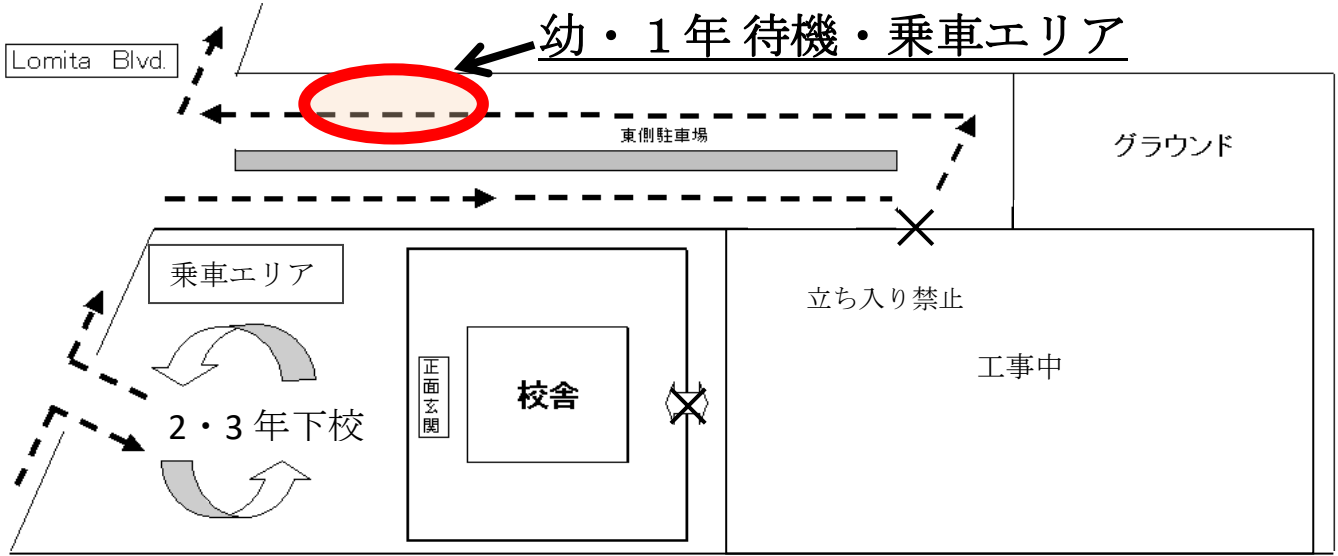 幼・１年 待機・乗車エリア
Lomita Blvd.
東側駐車場
グラウンド
乗車エリア
立ち入り禁止
正面玄関
校舎
工事中
2・3 年下校